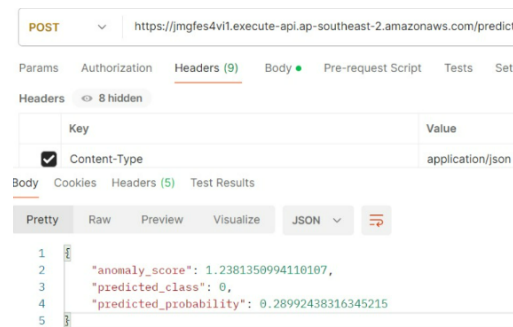 POST https://jmgfes4vi1.execute-api.ap-southeast-2.amazonaws.com/predict
Params Authorization Headers (9) Body Pre-request Script Tests Set
Headers 8 hidden
Key Value
Content-Type application/json
Body Cookies Headers (5) Test Results
Pretty Raw Preview Visualize JSON
1 {
2 "anomaly_score": 1.2381350994110107,
3 "predicted_class": 0,
4 "predicted_probability": 0.28992438316345215
5 }